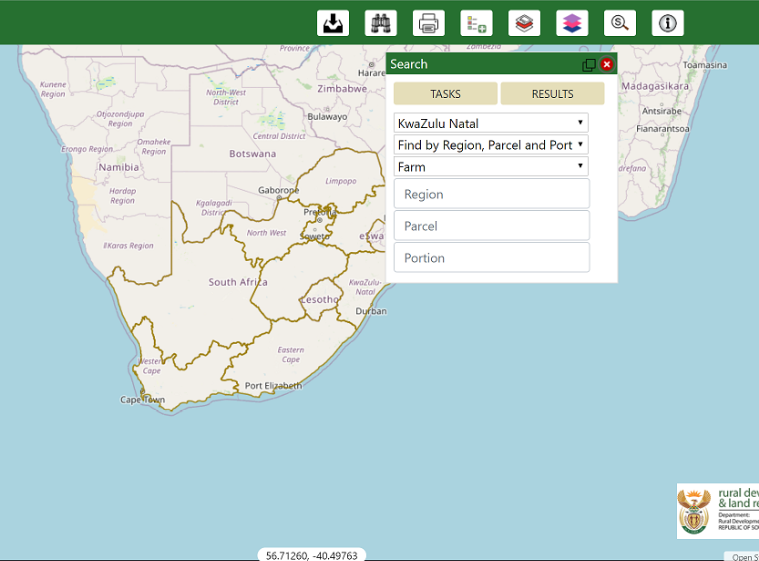 Search
TASKS
RESULTS
KwaZulu Natal
Find by Region, Parcel and Port
Farm
Region
Parcel
Portion
Province
Zambezia
Harare
Kunene
Region
North-West
District
Zimbabwe
Toamasina
Madagasikara
Otjozondjupa
Region
Bulawayo
Antsirabe
Fianarantsoa
Erongo Region
Omaheke
Region
Central District
Namibia
Botswana
Hardap
Region
Gaborone
Limpopo
Kgalagadi
District
Pretoria
North West
Soweto
eSwa
ǁKaras Region
South Africa
Lesotho
KwaZulu-
Natal
Durban
Eastern
Cape
Western
Cape
Port Elizabeth
Cape Town
rural dev
& land re
Department:
Rural Developme
REPUBLIC OF SO
56.71260, -40.49763
Open S